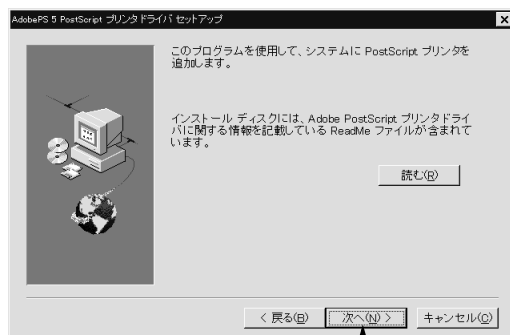 AdobePS 5 PostScript プリンタドライバ セットアップ
このプログラムを使用して、システムに PostScript プリンタを
追加します。
インストール ディスクには、Adobe PostScript プリンタドライ
バに関する情報を記載している ReadMe ファイルが含まれて
います。
読む(R)
< 戻る(B) 次へ(N) > キャンセル(C)